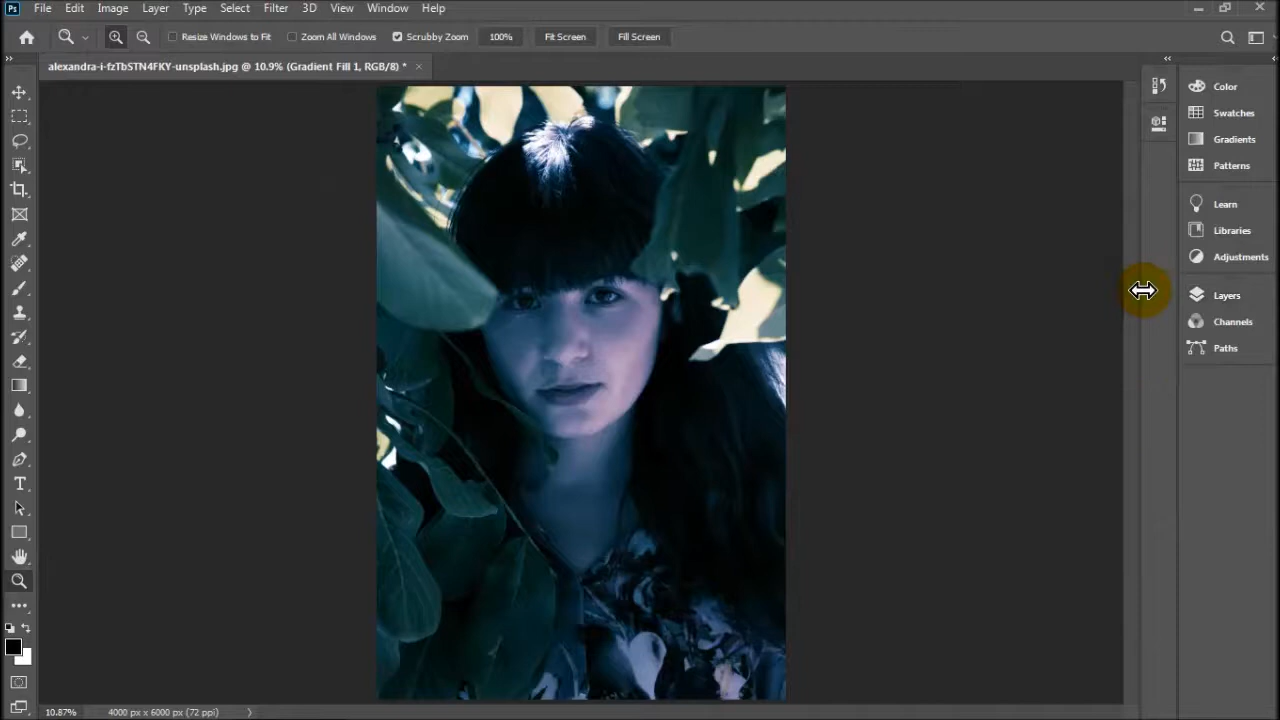 Ps File Edit Image Layer Type Select Filter 3D View Window Help
Resize Windows to Fit Zoom All Windows Scrubby Zoom 100% Fit Screen Fill Screen
alexandra-i-fzTbSTN4FKY-unsplash.jpg @ 10.9% (Gradient Fill 1, RGB/8) *
Color
Swatches
Gradients
Patterns
Learn
Libraries
Adjustments
Layers
Channels
Paths
10.87% 4000 px x 6000 px (72 ppi)